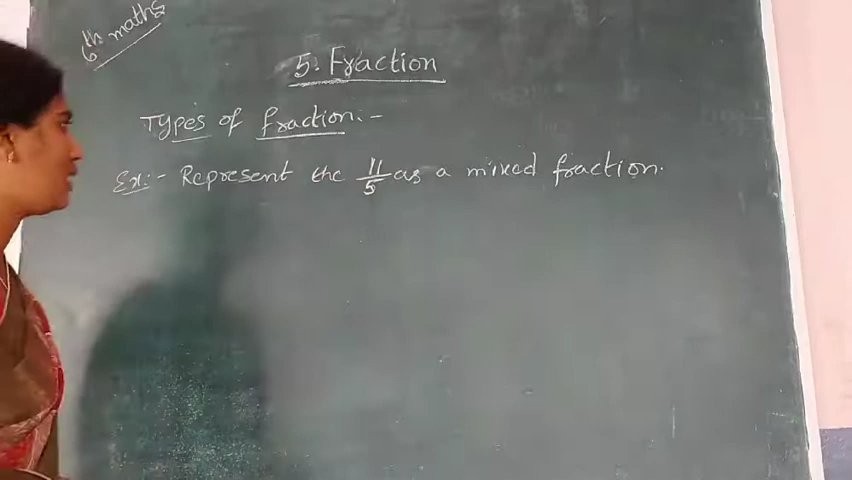 6th maths
5. Fraction
Types of fraction:-
Ex:- Represent the 11/5 as a mixed fraction.